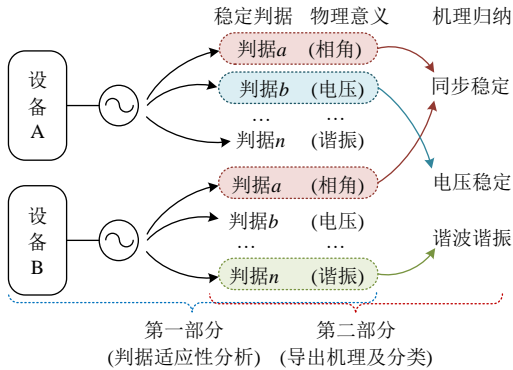 稳定判据 物理意义 机理归纳
设备A
判据a (相角)
判据b (电压)
… …
判据n (谐振)
同步稳定
设备B
判据a (相角)
判据b (电压)
… …
判据n (谐振)
电压稳定
谐波谐振
第一部分
(判据适应性分析)
第二部分
(导出机理及分类)